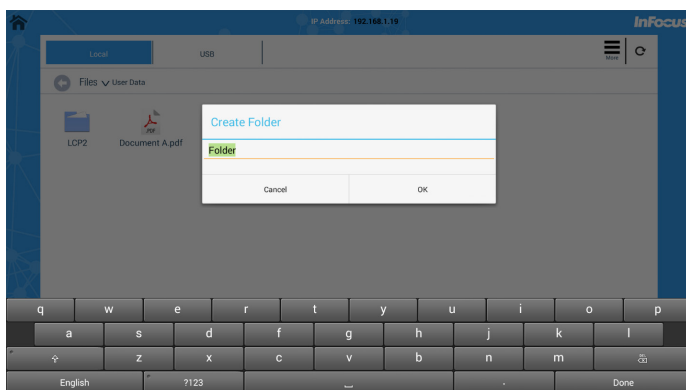 IP Address: 192.168.1.19
InFocus
Local
USB
More
Files User Data
LCP2
PDF
Document A.pdf
Create Folder
Folder
Cancel
OK
q w e r t y u i o p
a s d f g h j k l
z x c v b n m
English ?123 . Done